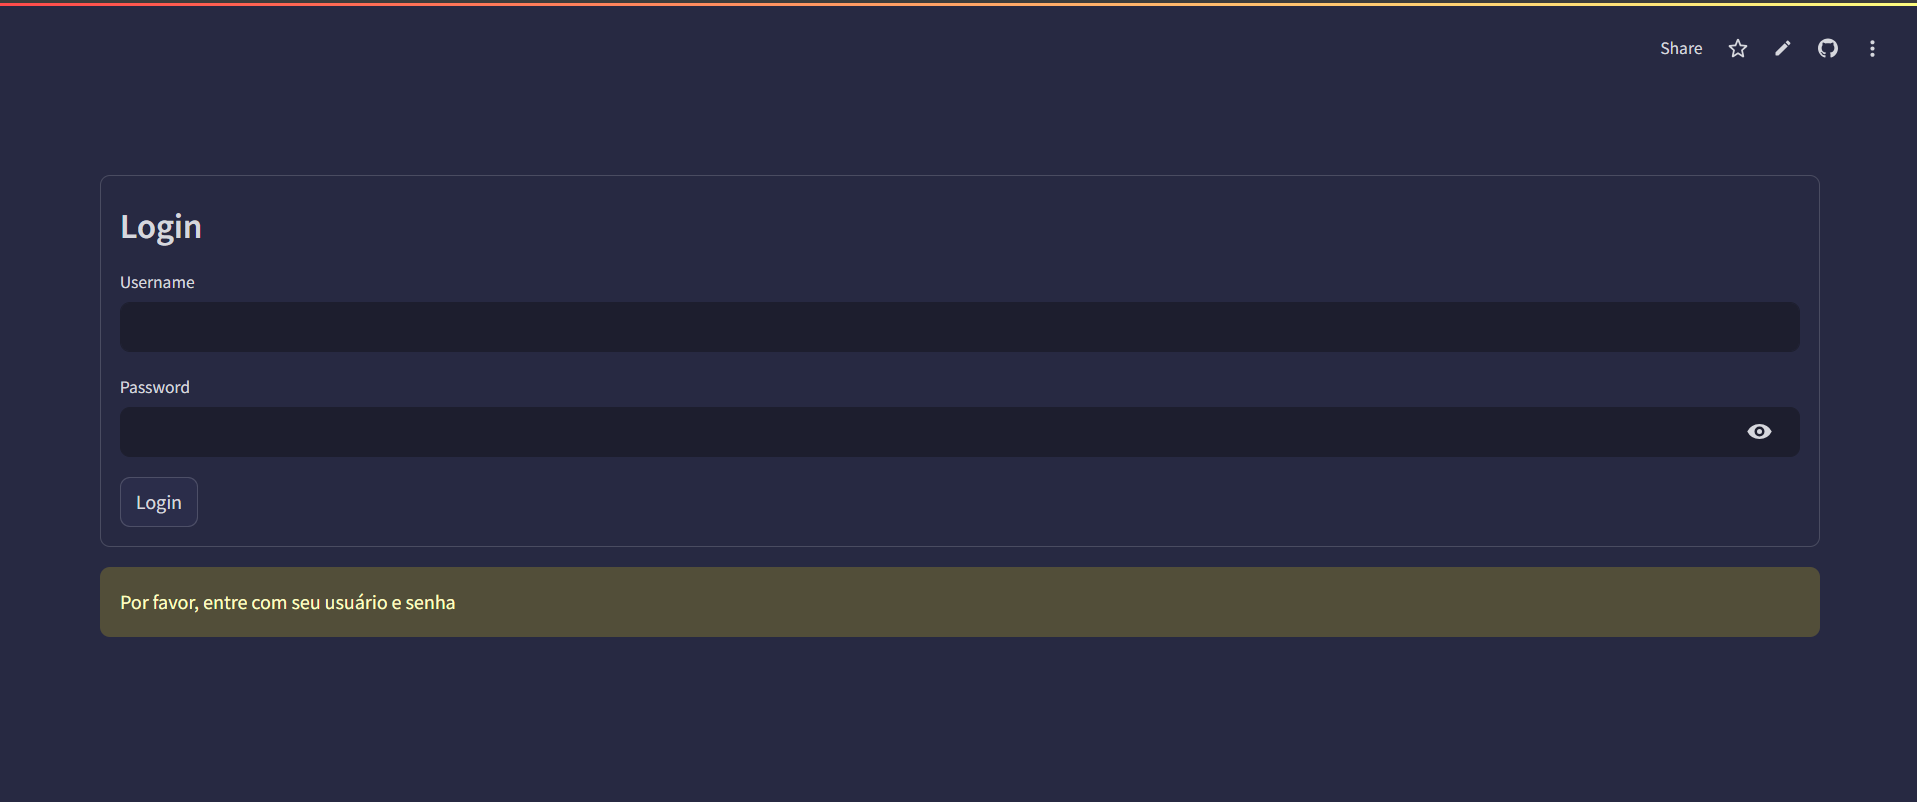 Share
Login
Username
Password
Login
Por favor, entre com seu usuário e senha